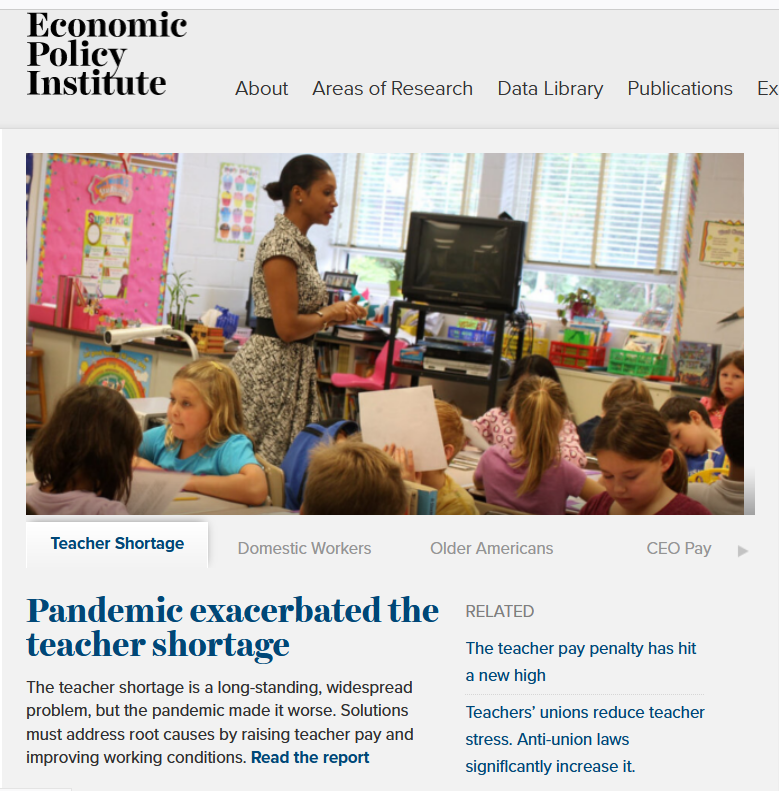 Economic
Policy
Institute
About Areas of Research Data Library Publications Ex
Teacher Shortage Domestic Workers Older Americans CEO Pay
Pandemic exacerbated the
teacher shortage
The teacher shortage is a long-standing, widespread
problem, but the pandemic made it worse. Solutions
must address root causes by raising teacher pay and
improving working conditions. Read the report
RELATED
The teacher pay penalty has hit
a new high
Teachers’ unions reduce teacher
stress. Anti-union laws
significantly increase it.